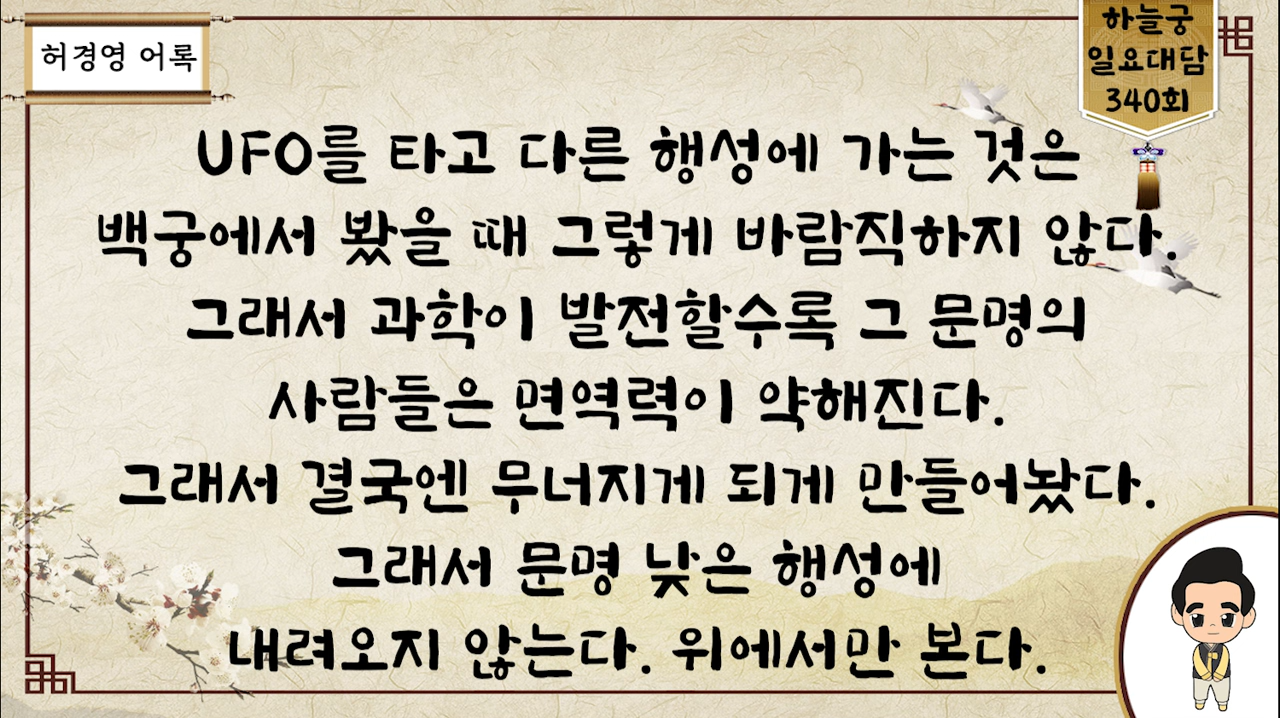 허경영 어록
하늘궁
일요대담
340회
UFO를 타고 다른 행성에 가는 것은
백궁에서 봤을 때 그렇게 바람직하지 않다.
그래서 과학이 발전할수록 그 문명의
사람들은 면역력이 약해진다.
그래서 결국엔 무너지게 되게 만들어놨다.
그래서 문명 낮은 행성에
내려오지 않는다. 위에서만 본다.